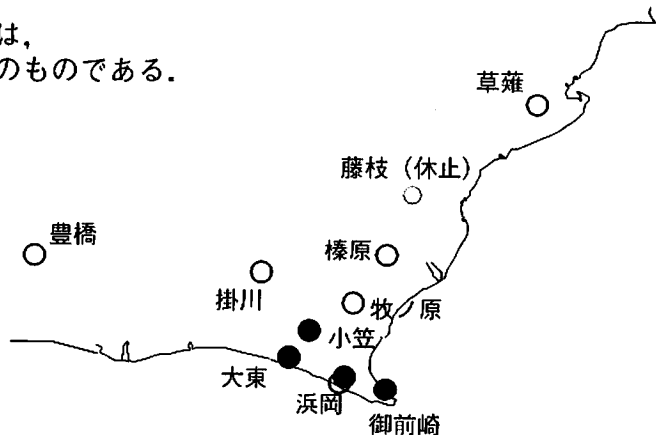 は,
のものである.
草薙
藤枝（休止）
豊橋
榛原
掛川
牧ノ原
小笠
大東
浜岡
御前崎